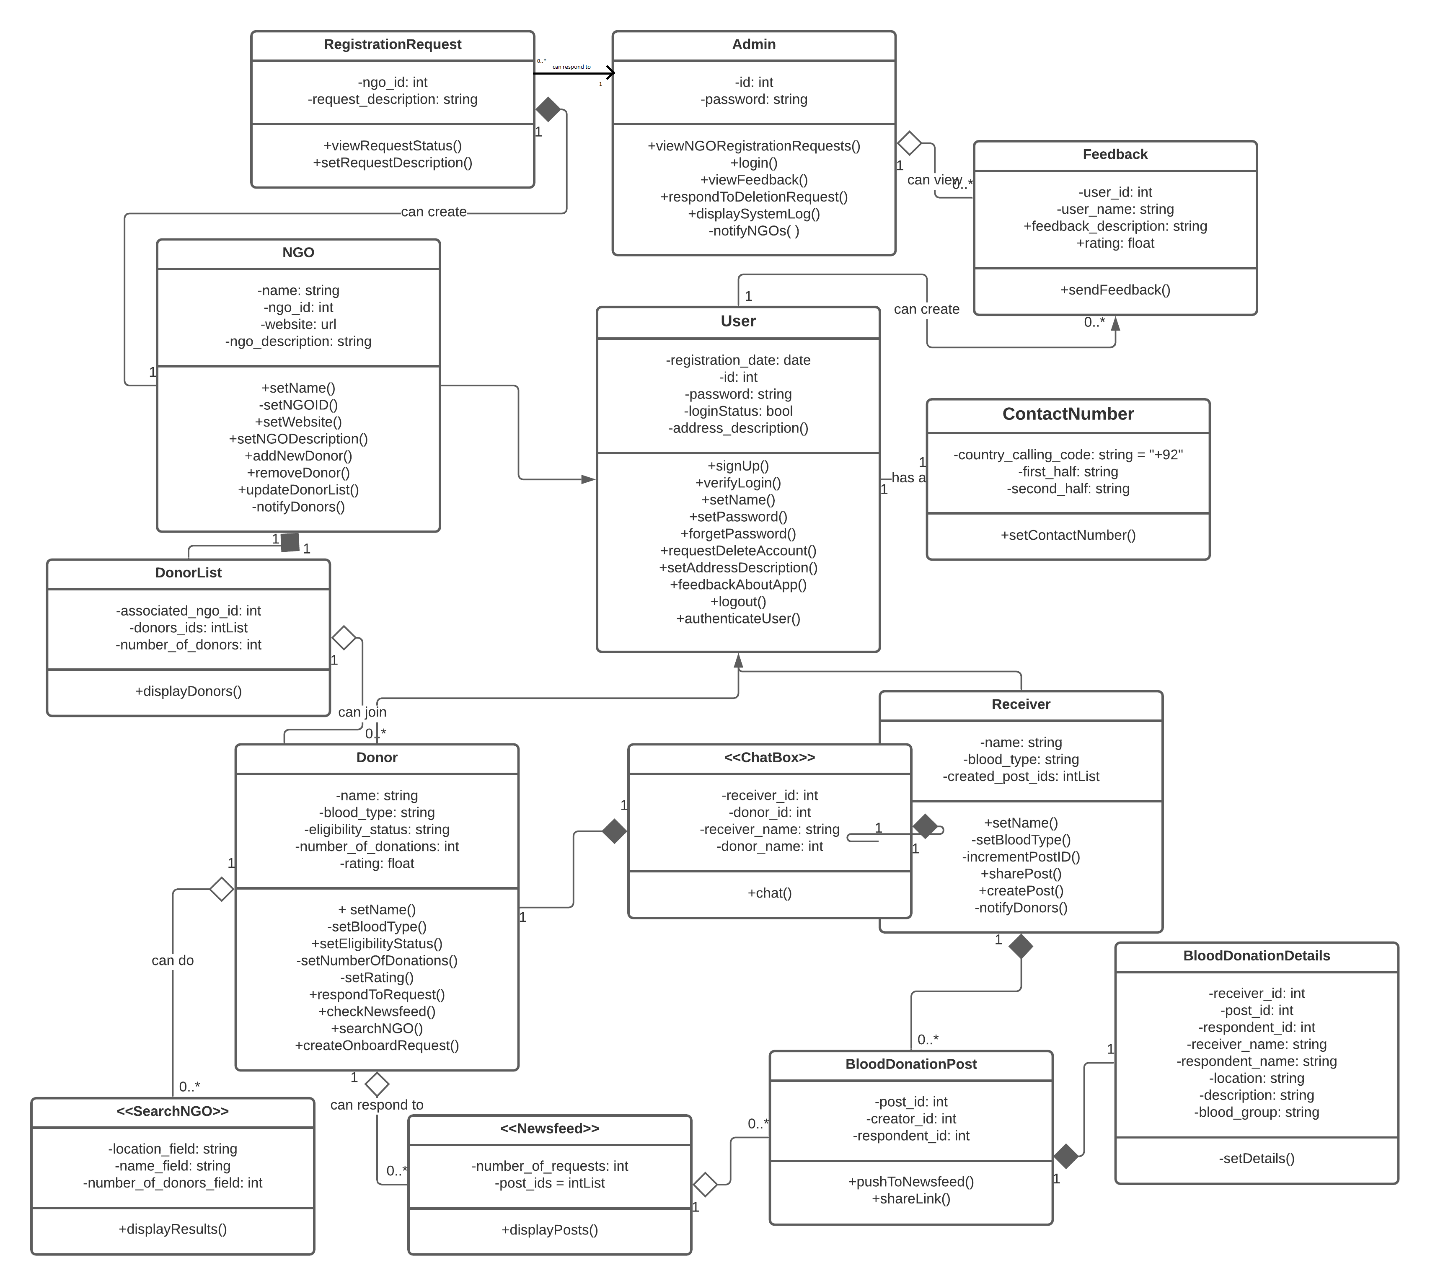 RegistrationRequest
-ngo_id: int
-request_description: string
+viewRequestStatus()
+setRequestDescription()
0..*
can respond to
1
Admin
-id: int
-password: string
+viewNGORegistrationRequests()
+login()
+viewFeedback()
+respondToDeletionRequest()
+displaySystemLog()
-notifyNGOs( )
1
can view
0..*
Feedback
-user_id: int
-user_name: string
+feedback_description: string
+rating: float
+sendFeedback()
1
can create
1
NGO
-name: string
-ngo_id: int
-website: url
-ngo_description: string
+setName()
-setNGOID()
+setWebsite()
+setNGODescription()
+addNewDonor()
+removeDonor()
+updateDonorList()
-notifyDonors()
1
can create
0..*
User
-registration_date: date
-id: int
-password: string
-loginStatus: bool
-address_description()
+signUp()
+verifyLogin()
+setName()
+setPassword()
+forgetPassword()
+requestDeleteAccount()
+setAddressDescription()
+feedbackAboutApp()
+logout()
+authenticateUser()
1
has a
1
ContactNumber
-country_calling_code: string = "+92"
-first_half: string
-second_half: string
+setContactNumber()
1
1
DonorList
-associated_ngo_id: int
-donors_ids: intList
-number_of_donors: int
+displayDonors()
1
can join
0..*
Donor
-name: string
-blood_type: string
-eligibility_status: string
-number_of_donations: int
-rating: float
+ setName()
-setBloodType()
+setEligibilityStatus()
-setNumberOfDonations()
-setRating()
+respondToRequest()
+checkNewsfeed()
+searchNGO()
+createOnboardRequest()
1
1
<<ChatBox>>
-receiver_id: int
-donor_id: int
-receiver_name: string
-donor_name: int
+chat()
1
1
Receiver
-name: string
-blood_type: string
-created_post_ids: intList
+setName()
-setBloodType()
-incrementPostID()
+sharePost()
+createPost()
-notifyDonors()
1
can do
0..*
<<SearchNGO>>
-location_field: string
-name_field: string
-number_of_donors_field: int
+displayResults()
1
can respond to
0..*
<<Newsfeed>>
-number_of_requests: int
-post_ids = intList
+displayPosts()
1
0..*
1
0..*
BloodDonationPost
-post_id: int
-creator_id: int
-respondent_id: int
+pushToNewsfeed()
+shareLink()
1
1
BloodDonationDetails
-receiver_id: int
-post_id: int
-respondent_id: int
-receiver_name: string
-respondent_name: string
-location: string
-description: string
-blood_group: string
-setDetails()